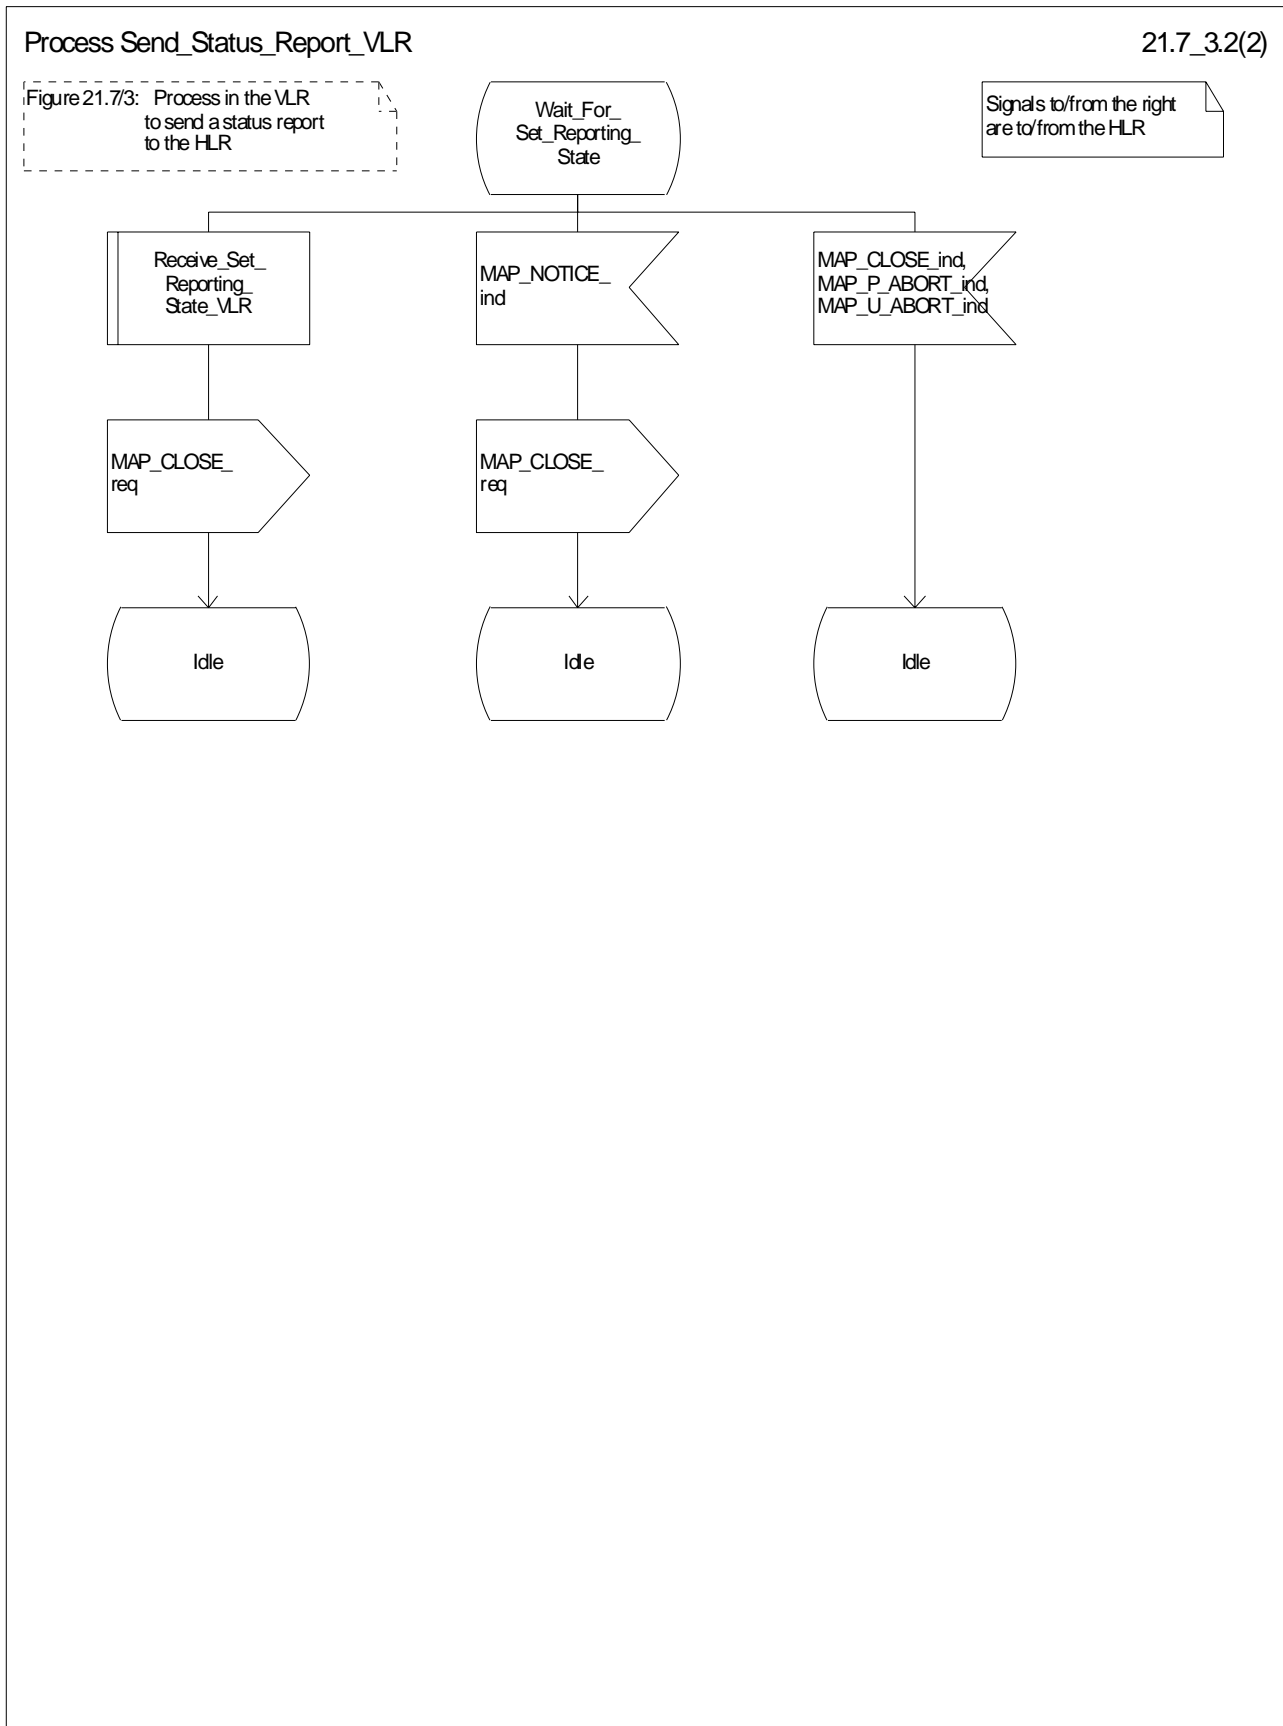 Process Send_Status_Report_VLR
21.7_3.2(2)
Figure 21.7/3: Process in the VLR
to send a status report
to the HLR
Wait_For_
Set_Reporting_
State
Signals to/from the right
are to/from the HLR
Receive_Set_
Reporting_
State_VLR
MAP_NOTICE_
ind
MAP_CLOSE_ind,
MAP_P_ABORT_ind,
MAP_U_ABORT_ind
MAP_CLOSE_
req
MAP_CLOSE_
req
Idle
Idle
Idle